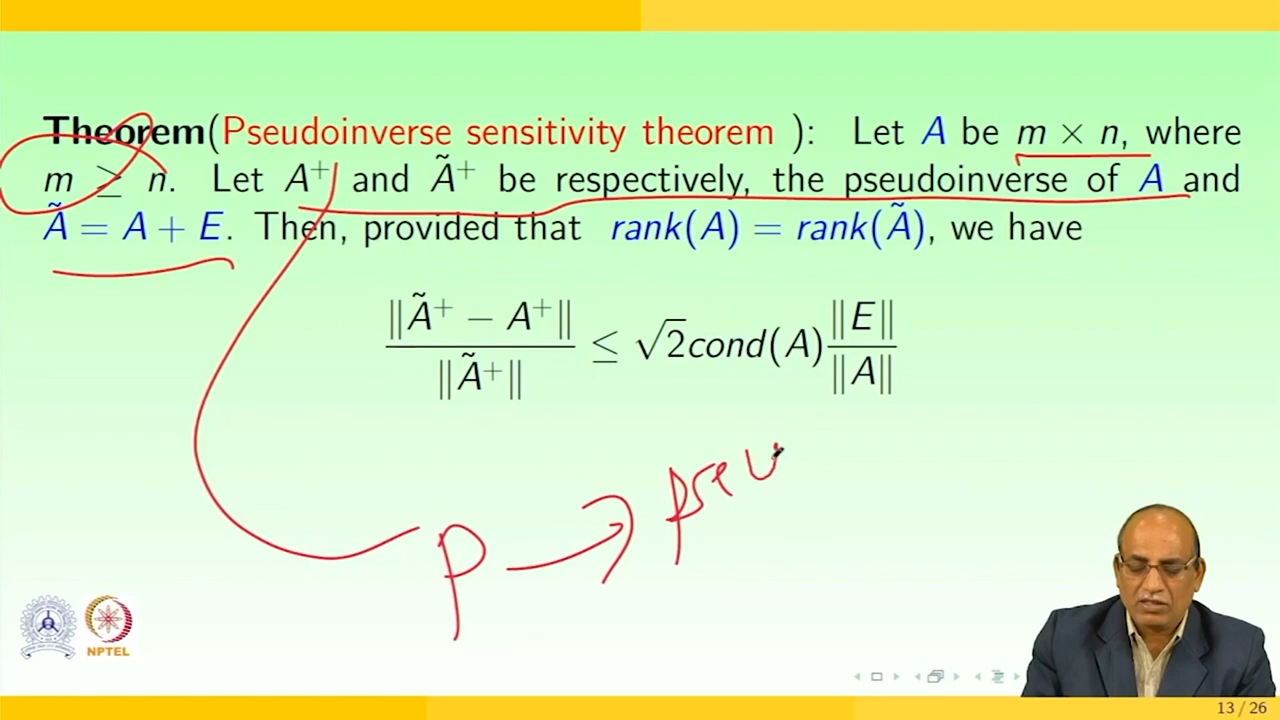 Theorem(Pseudoinverse sensitivity theorem ): Let A be m × n, where
m ≥ n. Let A⁺ and Ã⁺ be respectively, the pseudoinverse of A and
Ã = A + E. Then, provided that rank(A) = rank(Ã), we have
‖Ã⁺ − A⁺‖ / ‖Ã⁺‖ ≤ √2cond(A) ‖E‖ / ‖A‖
p → pseu
NPTEL
13 / 26